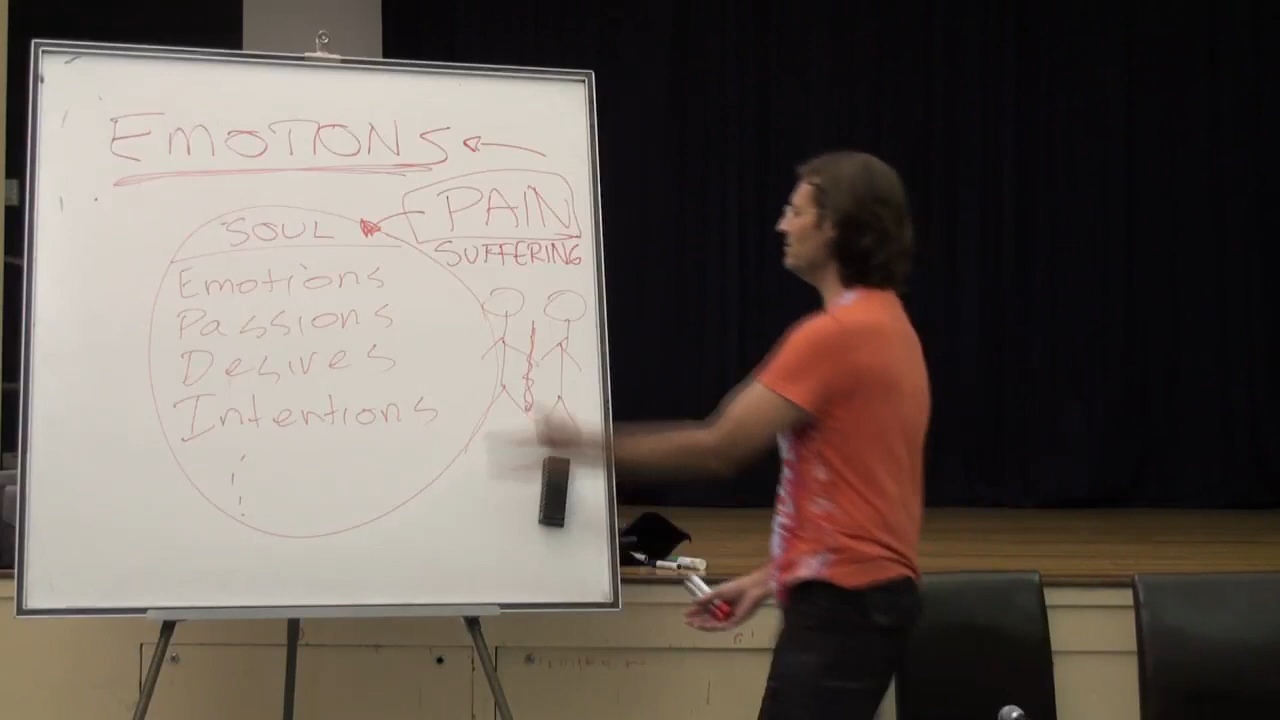 EMOTIONS
PAIN
SUFFERING
SOUL
Emotions
Passions
Desires
Intentions